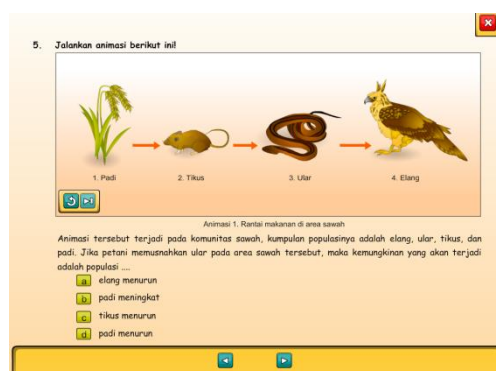 5. Jalankan animasi berikut ini!
1. Padi
2. Tikus
3. Ular
4. Elang
Animasi 1. Rantai makanan di area sawah
Animasi tersebut terjadi pada komunitas sawah, kumpulan populasinya adalah elang, ular, tikus, dan
padi. Jika petani memusnahkan ular pada area sawah tersebut, maka kemungkinan yang akan terjadi
adalah populasi ....
a elang menurun
b padi meningkat
c tikus menurun
d padi menurun